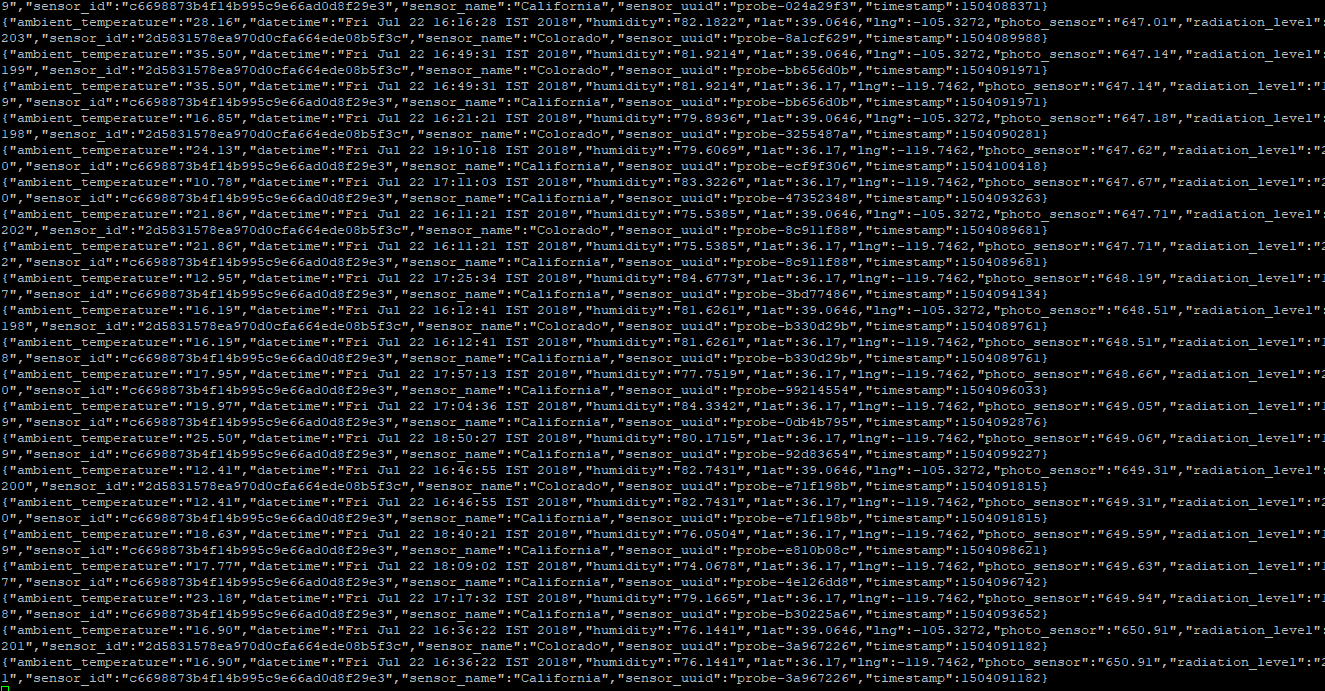 9","sensor_id":"c6698873b4f14b995c9e66ad0d8f29e3","sensor_name":"California","sensor_uuid":"probe-024a29f3","timestamp":1504088371}
{"ambient_temperature":"28.16","datetime":"Fri Jul 22 16:16:28 IST 2018","humidity":"82.1822","lat":39.0646,"lng":-105.3272,"photo_sensor":"647.01","radiation_level":
203","sensor_id":"2d5831578ea970d0cfa664ede08b5f3c","sensor_name":"Colorado","sensor_uuid":"probe-8a1cf629","timestamp":1504089988}
{"ambient_temperature":"35.50","datetime":"Fri Jul 22 16:49:31 IST 2018","humidity":"81.9214","lat":39.0646,"lng":-105.3272,"photo_sensor":"647.14","radiation_level":
199","sensor_id":"2d5831578ea970d0cfa664ede08b5f3c","sensor_name":"Colorado","sensor_uuid":"probe-bb656d0b","timestamp":1504091971}
{"ambient_temperature":"35.50","datetime":"Fri Jul 22 16:49:31 IST 2018","humidity":"81.9214","lat":36.17,"lng":-119.7462,"photo_sensor":"647.14","radiation_level":"1
9","sensor_id":"c6698873b4f14b995c9e66ad0d8f29e3","sensor_name":"California","sensor_uuid":"probe-bb656d0b","timestamp":1504091971}
{"ambient_temperature":"16.85","datetime":"Fri Jul 22 16:21:21 IST 2018","humidity":"79.8936","lat":39.0646,"lng":-105.3272,"photo_sensor":"647.18","radiation_level":
198","sensor_id":"2d5831578ea970d0cfa664ede08b5f3c","sensor_name":"Colorado","sensor_uuid":"probe-3255487a","timestamp":1504090281}
{"ambient_temperature":"24.13","datetime":"Fri Jul 22 19:10:18 IST 2018","humidity":"79.6069","lat":36.17,"lng":-119.7462,"photo_sensor":"647.62","radiation_level":"2
0","sensor_id":"c6698873b4f14b995c9e66ad0d8f29e3","sensor_name":"California","sensor_uuid":"probe-ecf9f306","timestamp":1504100418}
{"ambient_temperature":"10.78","datetime":"Fri Jul 22 17:11:03 IST 2018","humidity":"83.3226","lat":36.17,"lng":-119.7462,"photo_sensor":"647.67","radiation_level":"2
0","sensor_id":"c6698873b4f14b995c9e66ad0d8f29e3","sensor_name":"California","sensor_uuid":"probe-47352348","timestamp":1504093263}
{"ambient_temperature":"21.86","datetime":"Fri Jul 22 16:11:21 IST 2018","humidity":"75.5385","lat":39.0646,"lng":-105.3272,"photo_sensor":"647.71","radiation_level":
202","sensor_id":"2d5831578ea970d0cfa664ede08b5f3c","sensor_name":"Colorado","sensor_uuid":"probe-8c911f88","timestamp":1504089681}
{"ambient_temperature":"21.86","datetime":"Fri Jul 22 16:11:21 IST 2018","humidity":"75.5385","lat":36.17,"lng":-119.7462,"photo_sensor":"647.71","radiation_level":"2
2","sensor_id":"c6698873b4f14b995c9e66ad0d8f29e3","sensor_name":"California","sensor_uuid":"probe-8c911f88","timestamp":1504089681}
{"ambient_temperature":"12.95","datetime":"Fri Jul 22 17:25:34 IST 2018","humidity":"84.6773","lat":36.17,"lng":-119.7462,"photo_sensor":"648.19","radiation_level":"1
7","sensor_id":"c6698873b4f14b995c9e66ad0d8f29e3","sensor_name":"California","sensor_uuid":"probe-3bd77486","timestamp":1504094134}
{"ambient_temperature":"16.19","datetime":"Fri Jul 22 16:12:41 IST 2018","humidity":"81.6261","lat":39.0646,"lng":-105.3272,"photo_sensor":"648.51","radiation_level":
198","sensor_id":"2d5831578ea970d0cfa664ede08b5f3c","sensor_name":"Colorado","sensor_uuid":"probe-b330d29b","timestamp":1504089761}
{"ambient_temperature":"16.19","datetime":"Fri Jul 22 16:12:41 IST 2018","humidity":"81.6261","lat":36.17,"lng":-119.7462,"photo_sensor":"648.51","radiation_level":"1
8","sensor_id":"c6698873b4f14b995c9e66ad0d8f29e3","sensor_name":"California","sensor_uuid":"probe-b330d29b","timestamp":1504089761}
{"ambient_temperature":"17.95","datetime":"Fri Jul 22 17:57:13 IST 2018","humidity":"77.7519","lat":36.17,"lng":-119.7462,"photo_sensor":"648.66","radiation_level":"2
0","sensor_id":"c6698873b4f14b995c9e66ad0d8f29e3","sensor_name":"California","sensor_uuid":"probe-99214554","timestamp":1504096033}
{"ambient_temperature":"19.97","datetime":"Fri Jul 22 17:04:36 IST 2018","humidity":"84.3342","lat":36.17,"lng":-119.7462,"photo_sensor":"649.05","radiation_level":"1
9","sensor_id":"c6698873b4f14b995c9e66ad0d8f29e3","sensor_name":"California","sensor_uuid":"probe-0db4b795","timestamp":1504092876}
{"ambient_temperature":"25.50","datetime":"Fri Jul 22 18:50:27 IST 2018","humidity":"80.1715","lat":36.17,"lng":-119.7462,"photo_sensor":"649.06","radiation_level":"1
9","sensor_id":"c6698873b4f14b995c9e66ad0d8f29e3","sensor_name":"California","sensor_uuid":"probe-92d83654","timestamp":1504099227}
{"ambient_temperature":"12.41","datetime":"Fri Jul 22 16:46:55 IST 2018","humidity":"82.7431","lat":39.0646,"lng":-105.3272,"photo_sensor":"649.31","radiation_level":
200","sensor_id":"2d5831578ea970d0cfa664ede08b5f3c","sensor_name":"Colorado","sensor_uuid":"probe-e71f198b","timestamp":1504091815}
{"ambient_temperature":"12.41","datetime":"Fri Jul 22 16:46:55 IST 2018","humidity":"82.7431","lat":36.17,"lng":-119.7462,"photo_sensor":"649.31","radiation_level":"2
0","sensor_id":"c6698873b4f14b995c9e66ad0d8f29e3","sensor_name":"California","sensor_uuid":"probe-e71f198b","timestamp":1504091815}
{"ambient_temperature":"18.63","datetime":"Fri Jul 22 18:40:21 IST 2018","humidity":"76.0504","lat":36.17,"lng":-119.7462,"photo_sensor":"649.59","radiation_level":"1
9","sensor_id":"c6698873b4f14b995c9e66ad0d8f29e3","sensor_name":"California","sensor_uuid":"probe-e810b08c","timestamp":1504098621}
{"ambient_temperature":"17.77","datetime":"Fri Jul 22 18:09:02 IST 2018","humidity":"74.0678","lat":36.17,"lng":-119.7462,"photo_sensor":"649.63","radiation_level":"1
7","sensor_id":"c6698873b4f14b995c9e66ad0d8f29e3","sensor_name":"California","sensor_uuid":"probe-4e126dd8","timestamp":1504096742}
{"ambient_temperature":"23.18","datetime":"Fri Jul 22 17:17:32 IST 2018","humidity":"79.1665","lat":36.17,"lng":-119.7462,"photo_sensor":"649.94","radiation_level":"1
8","sensor_id":"c6698873b4f14b995c9e66ad0d8f29e3","sensor_name":"California","sensor_uuid":"probe-b30225a6","timestamp":1504093652}
{"ambient_temperature":"16.90","datetime":"Fri Jul 22 16:36:22 IST 2018","humidity":"76.1441","lat":39.0646,"lng":-105.3272,"photo_sensor":"650.91","radiation_level":
201","sensor_id":"2d5831578ea970d0cfa664ede08b5f3c","sensor_name":"Colorado","sensor_uuid":"probe-3a967226","timestamp":1504091182}
{"ambient_temperature":"16.90","datetime":"Fri Jul 22 16:36:22 IST 2018","humidity":"76.1441","lat":36.17,"lng":-119.7462,"photo_sensor":"650.91","radiation_level":"2
1","sensor_id":"c6698873b4f14b995c9e66ad0d8f29e3","sensor_name":"California","sensor_uuid":"probe-3a967226","timestamp":1504091182}